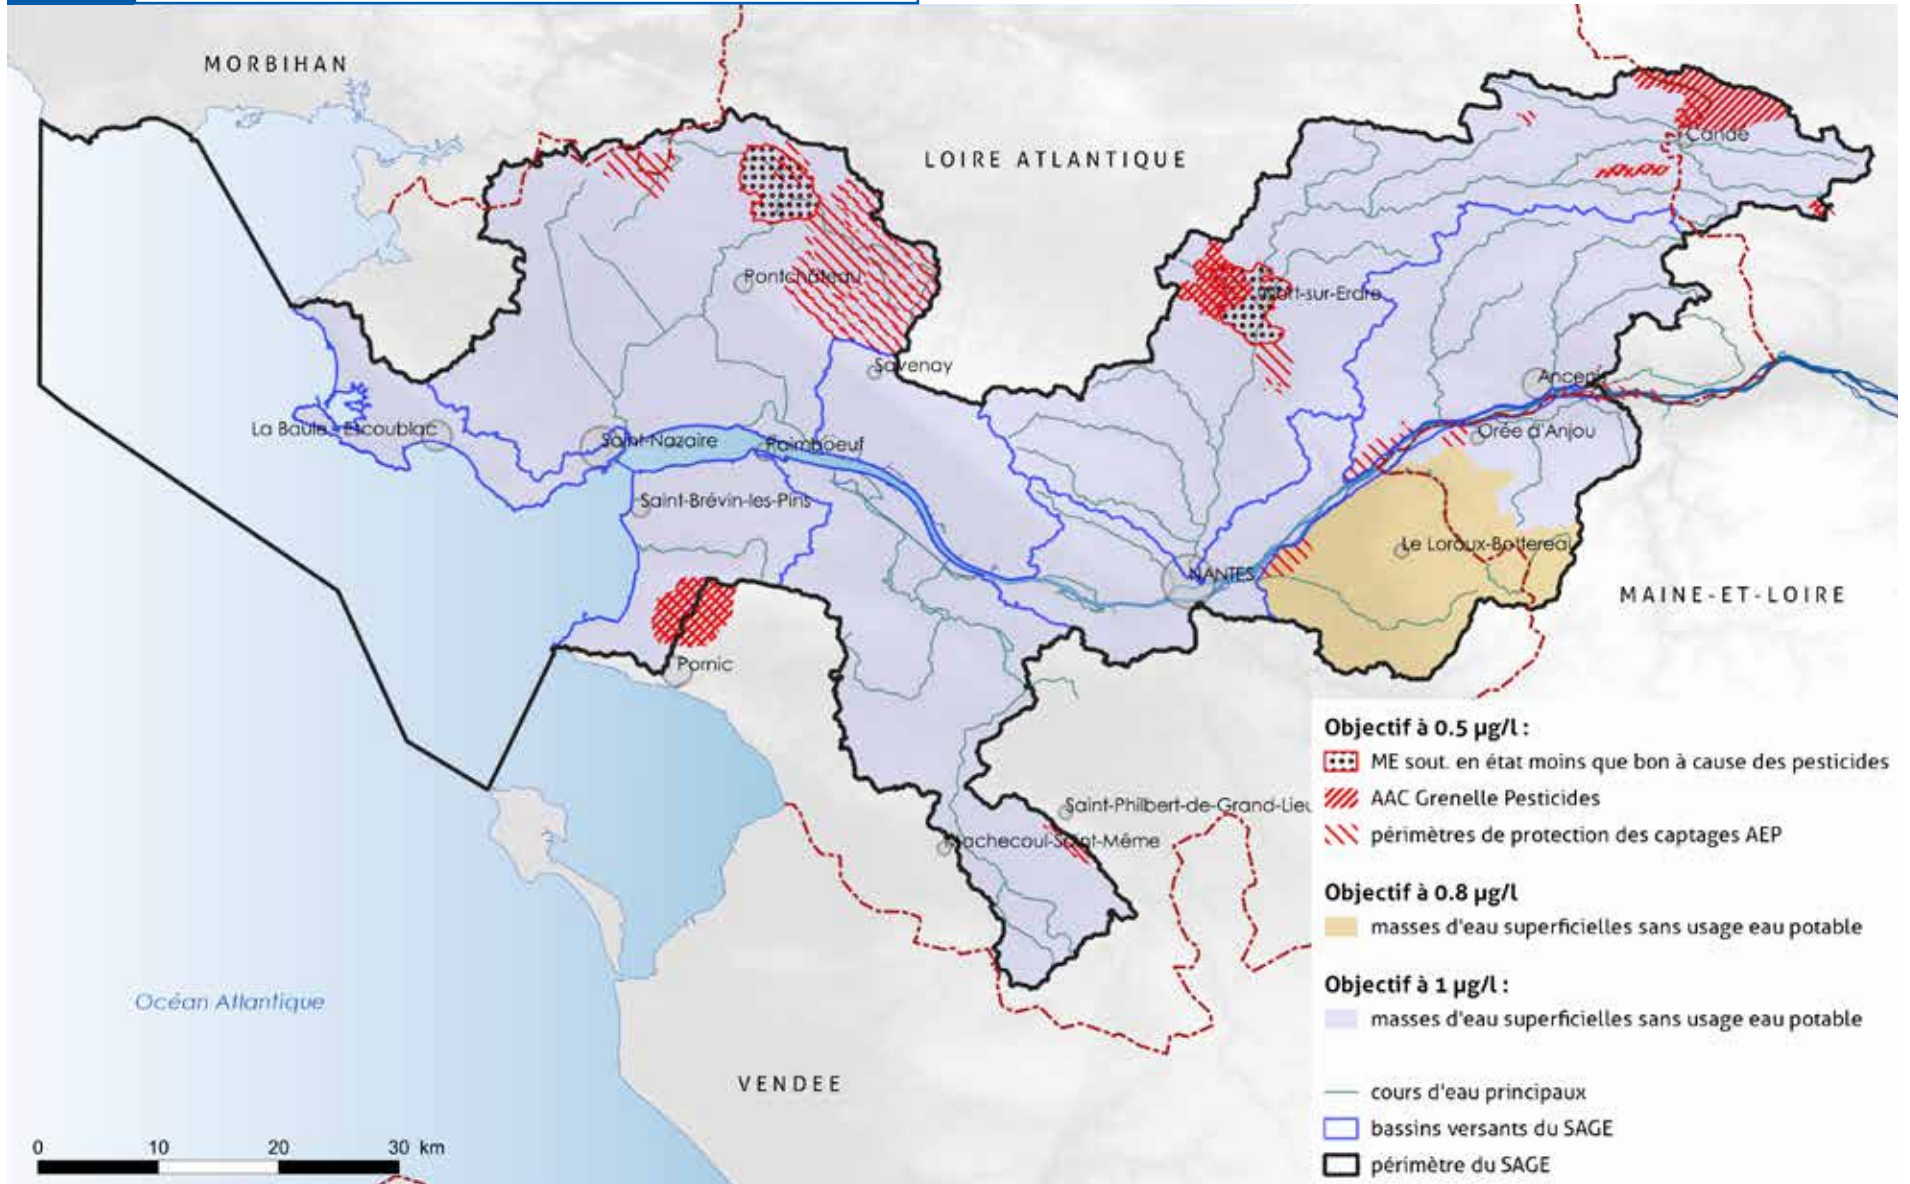 MORBIHAN
LOIRE ATLANTIQUE
Candé
Pontchâteau
Nort-sur-Erdre
Savenay
Ancenis
La Baule - Escoublac
Saint-Nazaire
Paimboeuf
Orée d'Anjou
Saint-Brévin-les-Pins
Le Loroux-Bottereau
NANTES
MAINE-ET-LOIRE
Pornic
Saint-Philbert-de-Grand-Lieu
Machecoul-Saint-Même
Océan Atlantique
VENDEE
0 10 20 30 km
Objectif à 0.5 µg/l :
ME sout. en état moins que bon à cause des pesticides
AAC Grenelle Pesticides
périmètres de protection des captages AEP
Objectif à 0.8 µg/l
masses d'eau superficielles sans usage eau potable
Objectif à 1 µg/l :
masses d'eau superficielles sans usage eau potable
cours d'eau principaux
bassins versants du SAGE
périmètre du SAGE